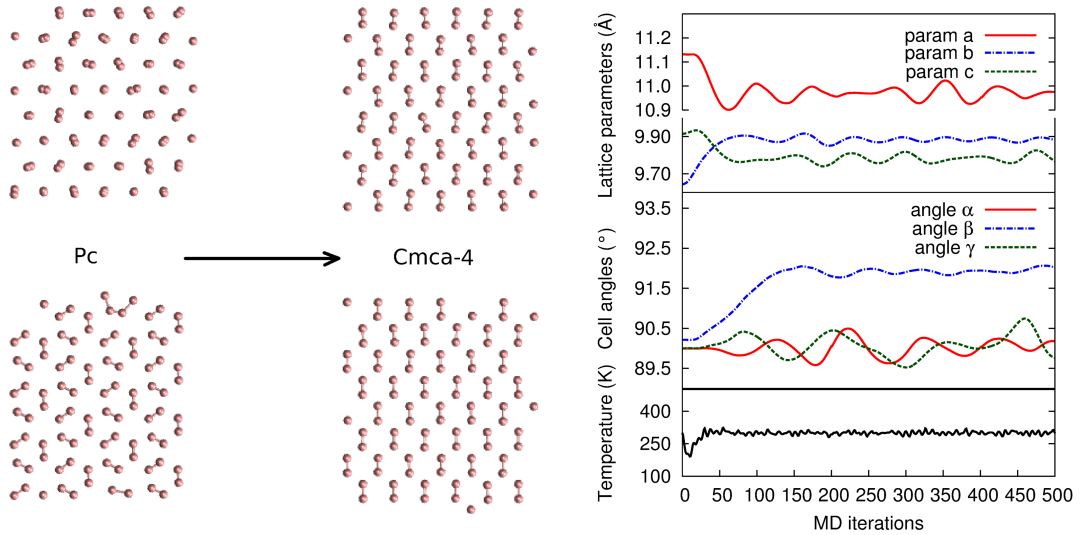 Pc
Cmca-4
Lattice parameters (Å)
11.2
11.0
10.9
9.90
9.70
param a
param b
param c
Cell angles (°)
93.5
92.5
91.5
90.5
89.5
angle α
angle β
angle γ
Temperature (K)
400
250
100
0 50 100 150 200 250 300 350 400 450 500
MD iterations